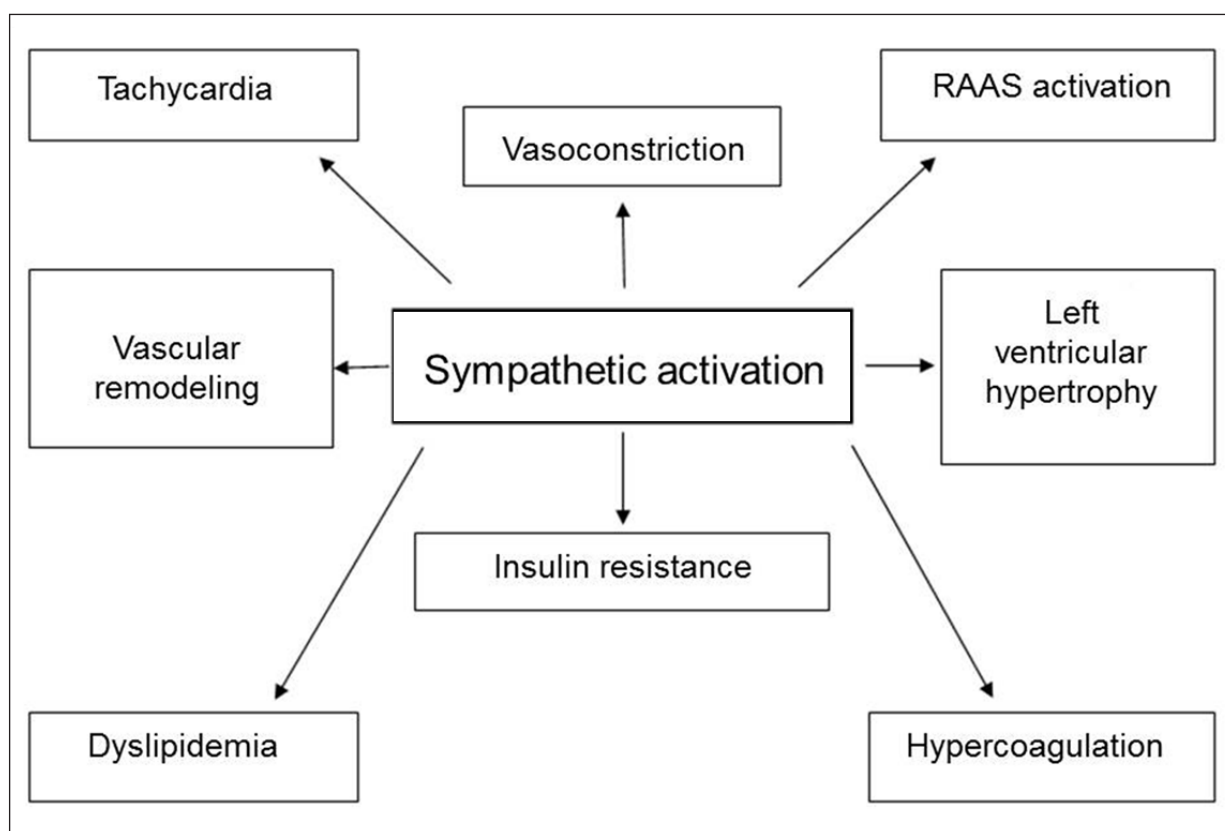 Tachycardia
RAAS activation
Vasoconstriction
Vascular
remodeling
Sympathetic activation
Left
ventricular
hypertrophy
Insulin resistance
Dyslipidemia
Hypercoagulation